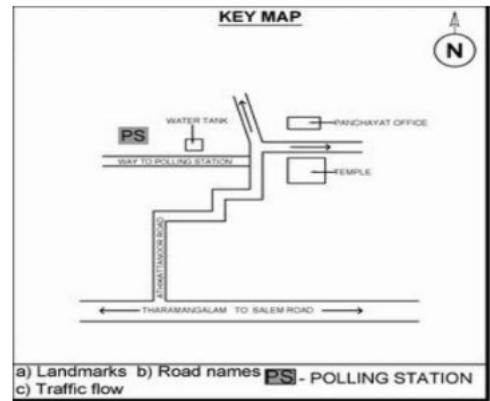 KEY MAP
N
WATER TANK
PS
PANCHAYAT OFFICE
WAY TO POLLING STATION
TEMPLE
ATHIKATTANOOR ROAD
THARAMANGALAM TO SALEM ROAD
a) Landmarks b) Road names PS - POLLING STATION
c) Traffic flow